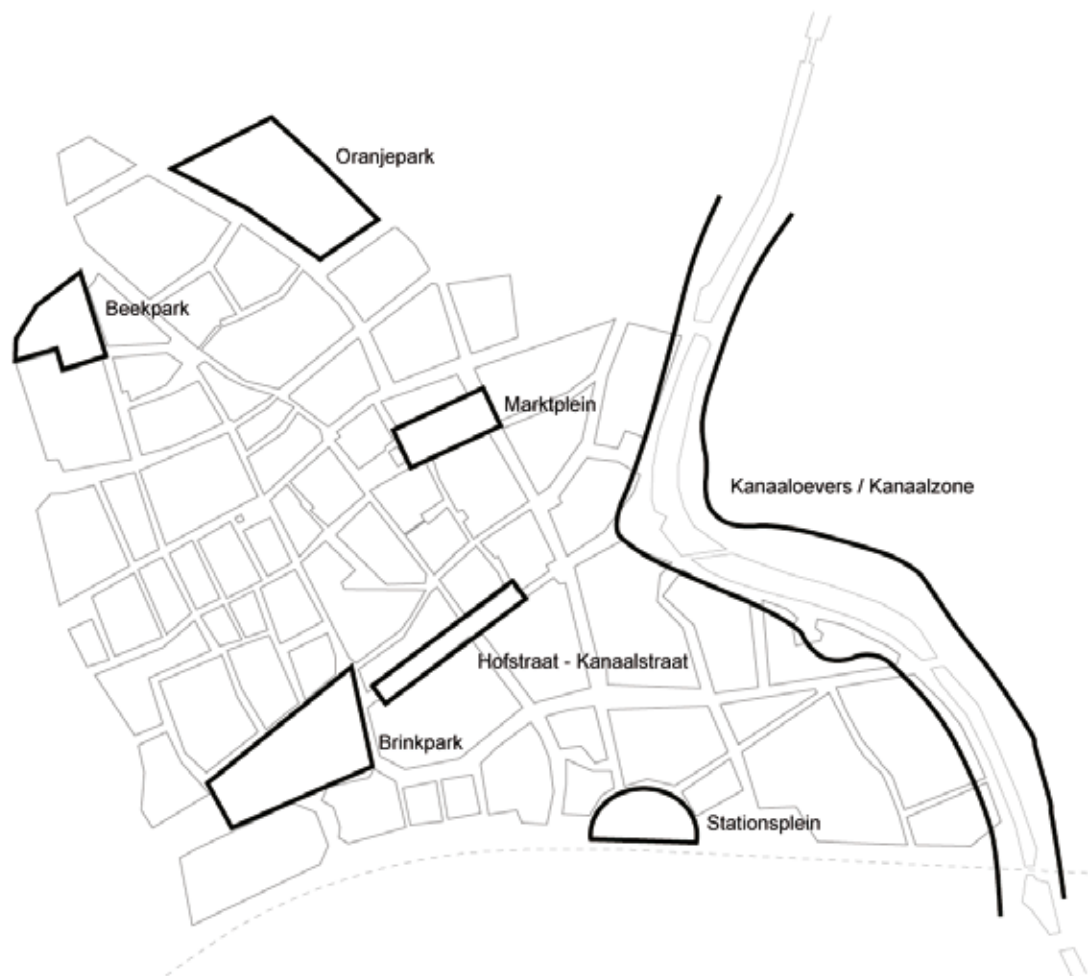 Oranjepark
Beekpark
Marktplein
Kanaaloevers / Kanaalzone
Hofstraat - Kanaalstraat
Brinkpark
Stationsplein